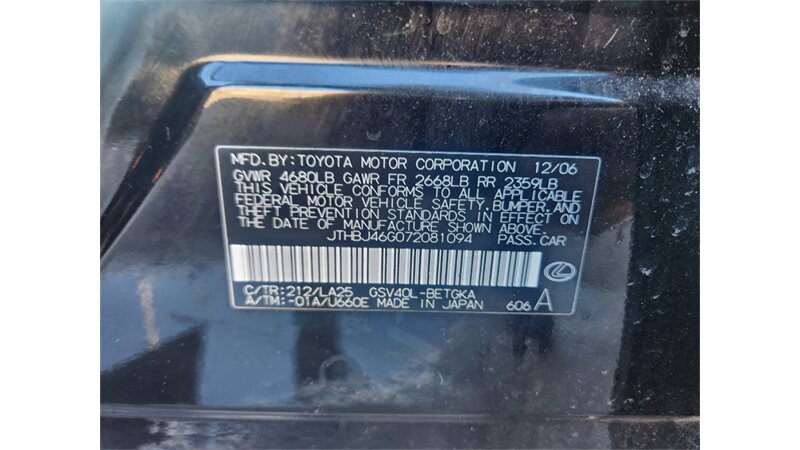 MFD.BY:TOYOTA MOTOR CORPORATION 12/06
GVWR 4680LB GAWR FR 2668LB RR 2359LB
THIS VEHICLE CONFORMS TO ALL APPLICABLE
FEDERAL MOTOR VEHICLE SAFETY,BUMPER,AND
THEFT PREVENTION STANDARDS IN EFFECT ON
THE DATE OF MANUFACTURE SHOWN ABOVE.
JTHBJ46G072081094 PASS.CAR
C/TR:212/LA25 GSV40L-BETGKA
A/TM:-01A/U660E MADE IN JAPAN 606 A